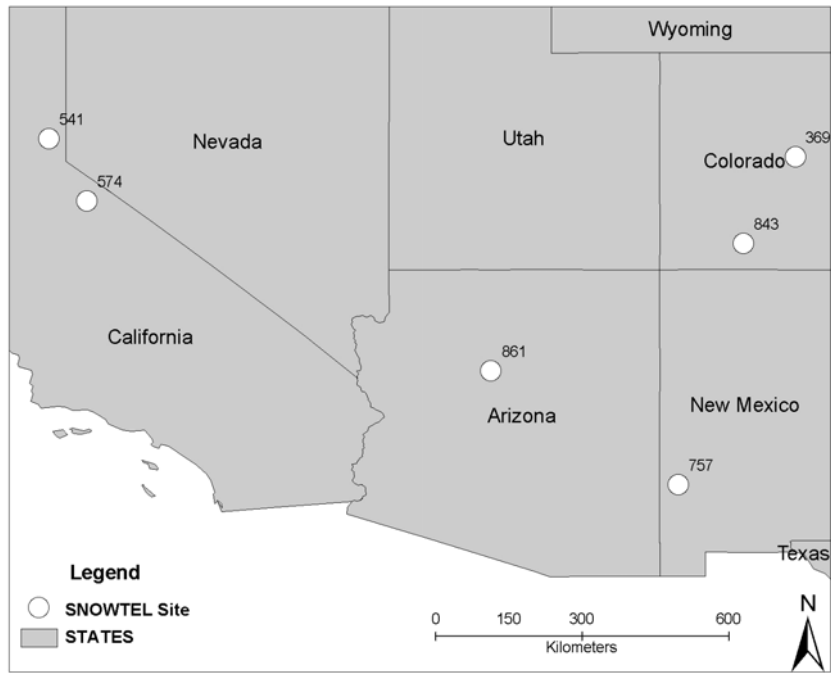 Wyoming
541
Nevada
Utah
369
Colorado
574
843
California
861
Arizona
New Mexico
757
Texas
Legend
SNOWTEL Site
STATES
0 150 300 600
Kilometers
N